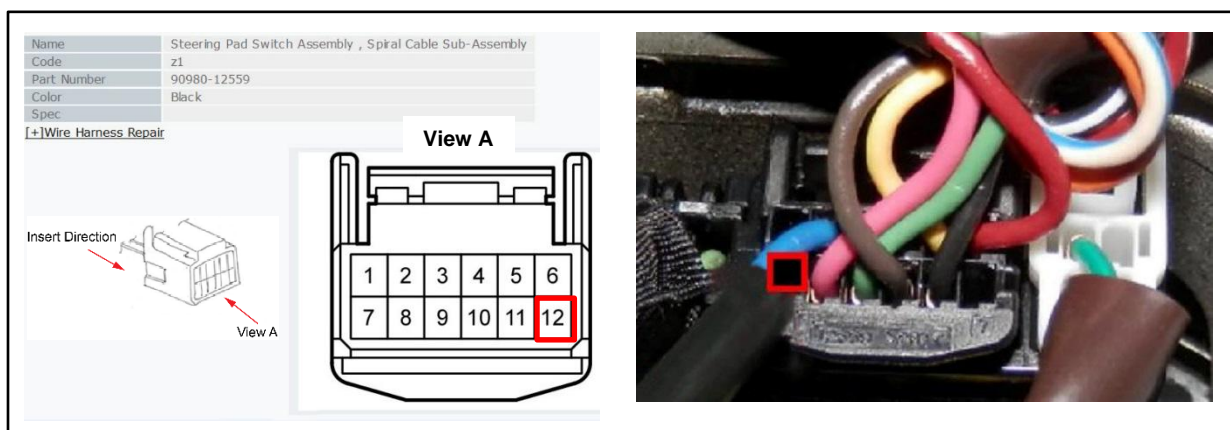 Name Steering Pad Switch Assembly , Spiral Cable Sub-Assembly
Code z1
Part Number 90980-12559
Color Black
Spec
[+]Wire Harness Repair
View A
Insert Direction
View A
1 2 3 4 5 6
7 8 9 10 11 12
7